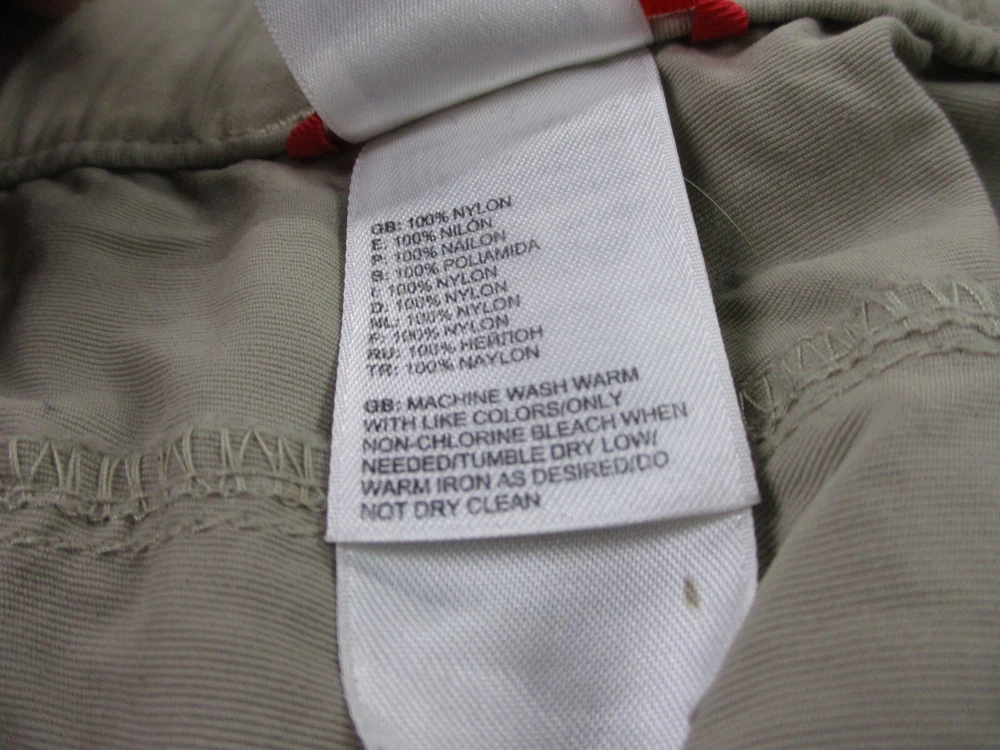 GB: 100% NYLON
E: 100% NILÓN
P: 100% NAILON
B: 100% POLIAMIDA
I: 100% NYLON
D: 100% NYLON
NL: 100% NYLON
F: 100% NYLON
RU: 100% НЕЙЛОН
TR: 100% NAYLON
GB: MACHINE WASH WARM
WITH LIKE COLORS/ONLY
NON-CHLORINE BLEACH WHEN
NEEDED/TUMBLE DRY LOW/
WARM IRON AS DESIRED/DO
NOT DRY CLEAN